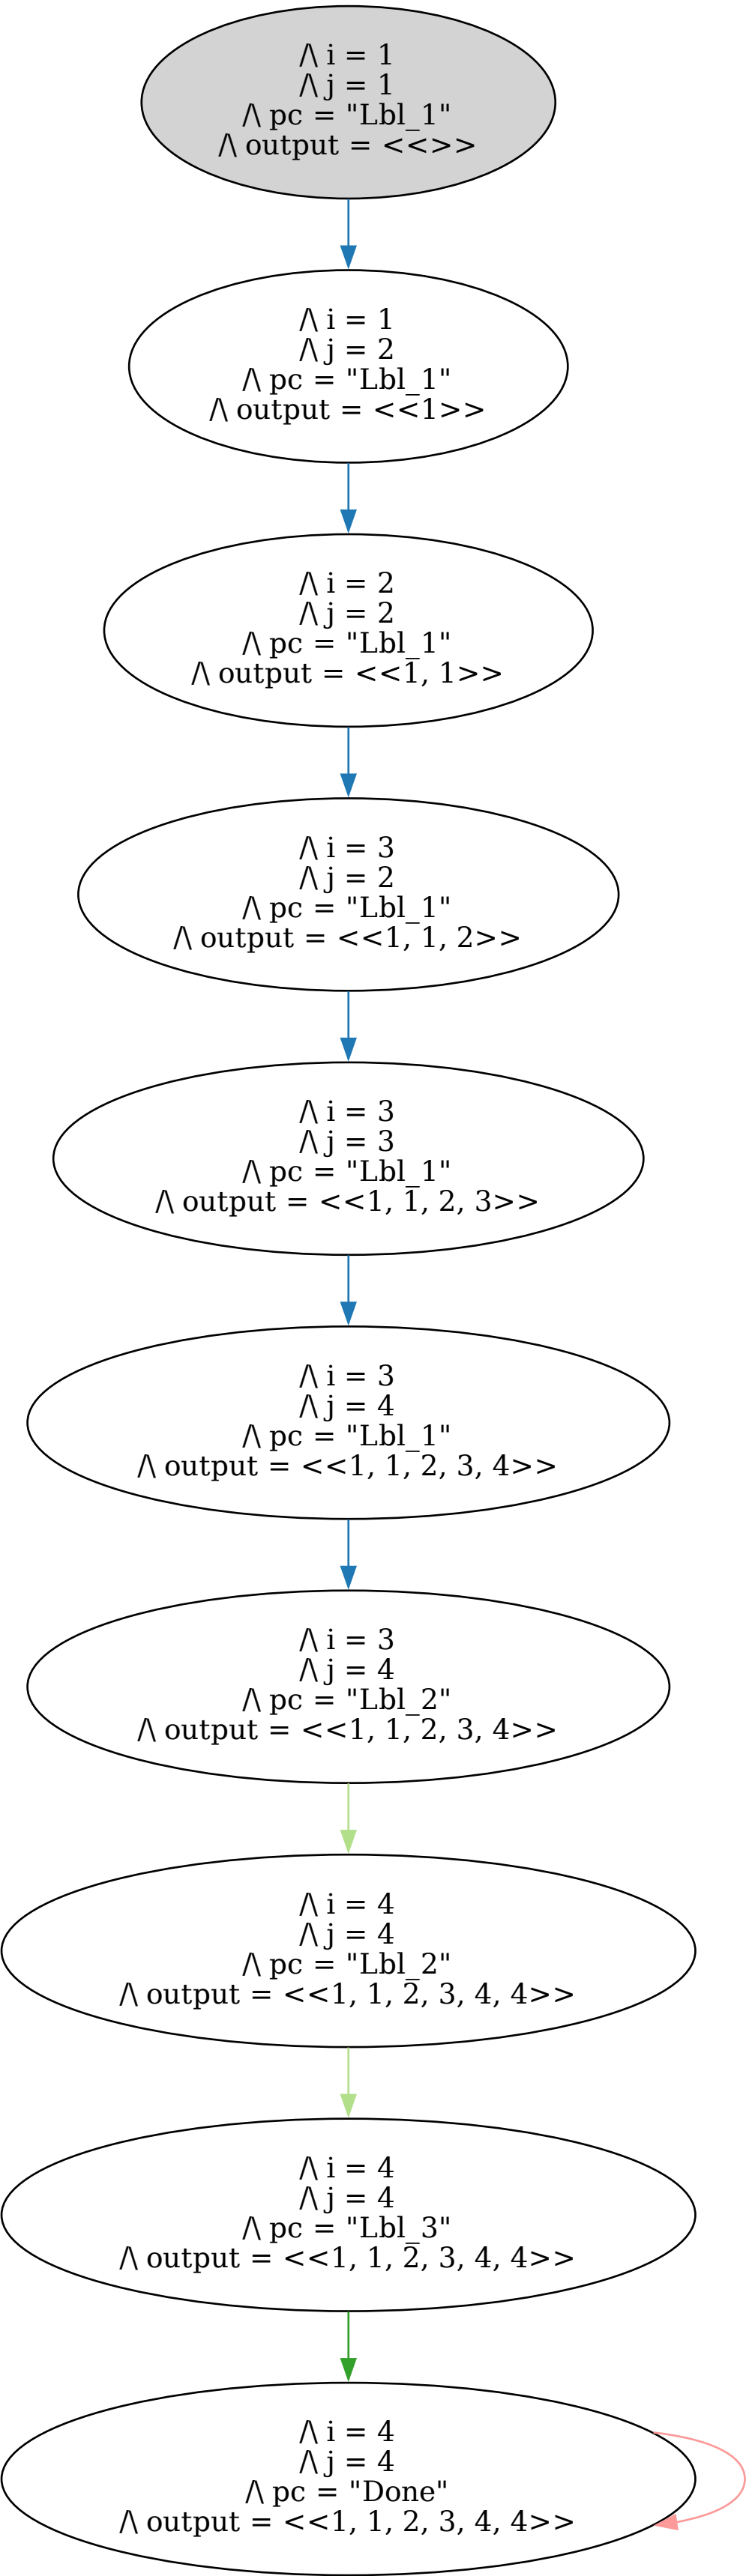 /\ i = 1
/\ j = 1
/\ pc = "Lbl_1"
/\ output = <<>>
/\ i = 1
/\ j = 2
/\ pc = "Lbl_1"
/\ output = <<1>>
/\ i = 2
/\ j = 2
/\ pc = "Lbl_1"
/\ output = <<1, 1>>
/\ i = 3
/\ j = 2
/\ pc = "Lbl_1"
/\ output = <<1, 1, 2>>
/\ i = 3
/\ j = 3
/\ pc = "Lbl_1"
/\ output = <<1, 1, 2, 3>>
/\ i = 3
/\ j = 4
/\ pc = "Lbl_1"
/\ output = <<1, 1, 2, 3, 4>>
/\ i = 3
/\ j = 4
/\ pc = "Lbl_2"
/\ output = <<1, 1, 2, 3, 4>>
/\ i = 4
/\ j = 4
/\ pc = "Lbl_2"
/\ output = <<1, 1, 2, 3, 4, 4>>
/\ i = 4
/\ j = 4
/\ pc = "Lbl_3"
/\ output = <<1, 1, 2, 3, 4, 4>>
/\ i = 4
/\ j = 4
/\ pc = "Done"
/\ output = <<1, 1, 2, 3, 4, 4>>